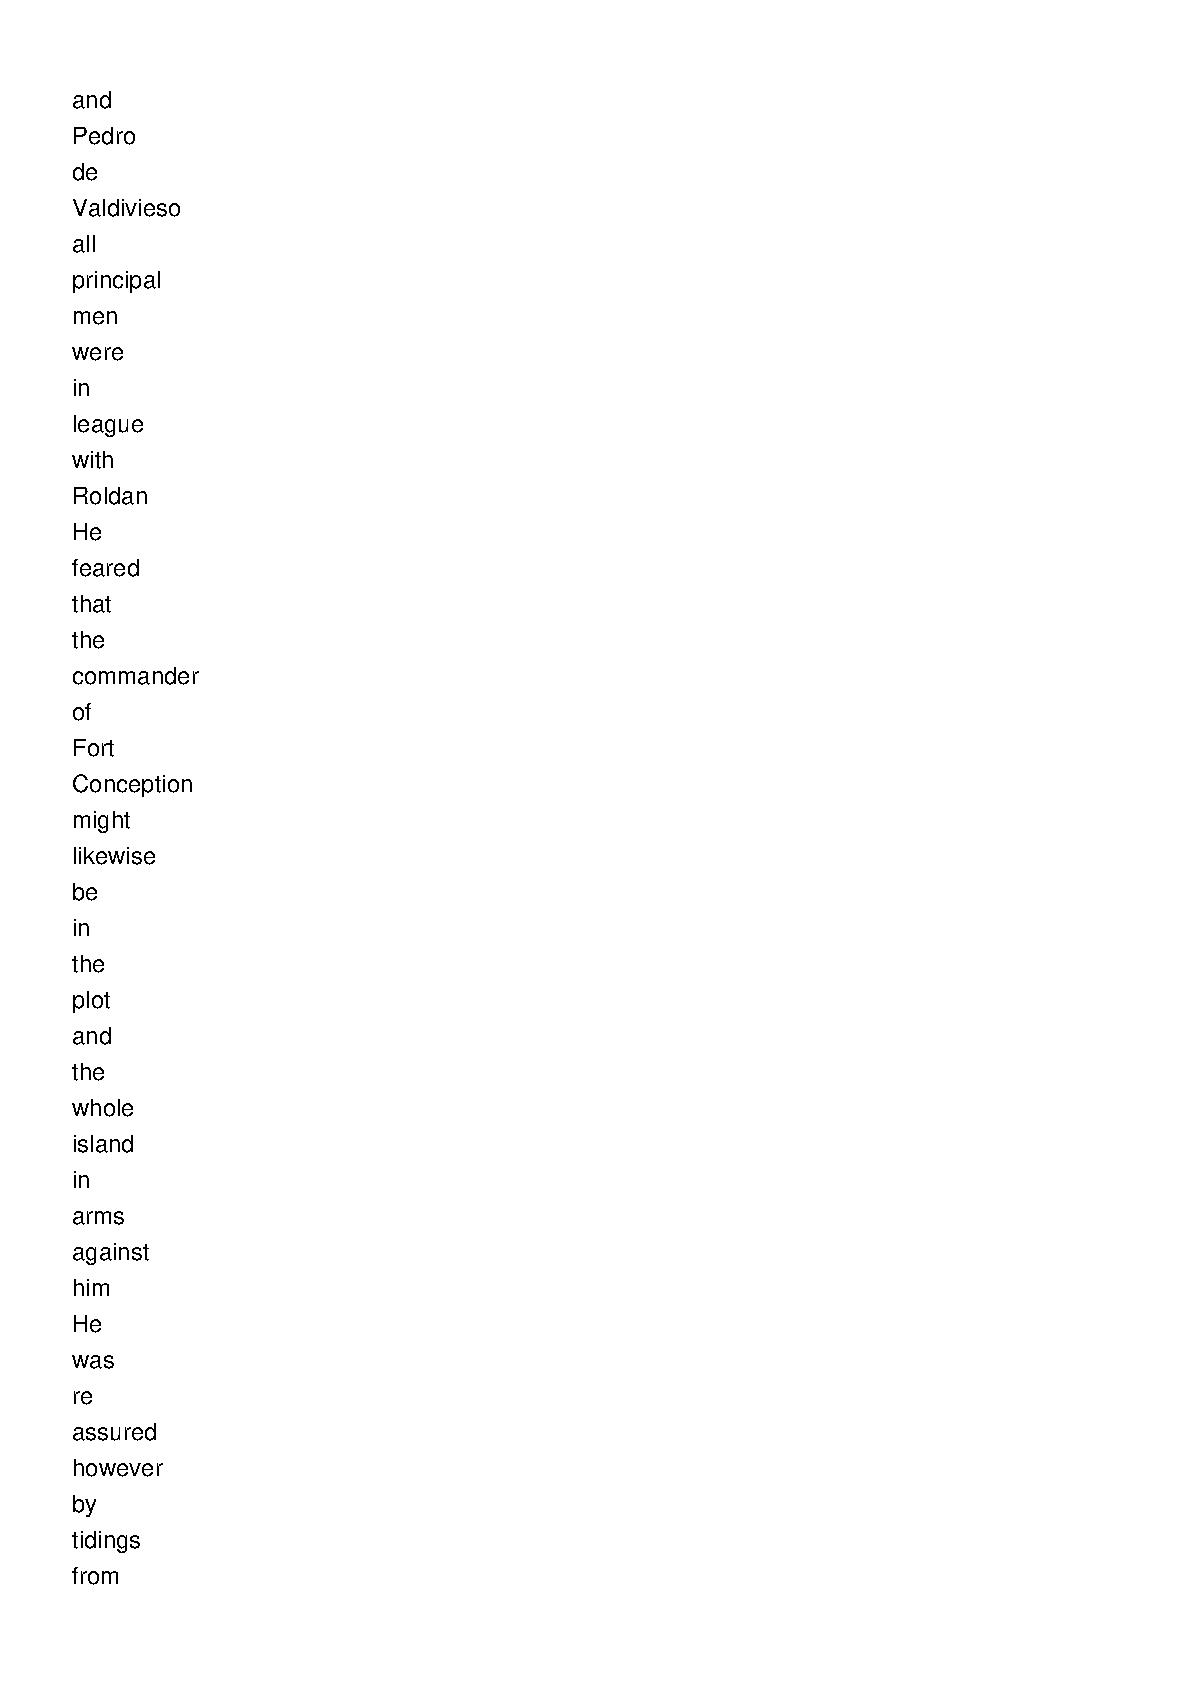 and
Pedro
de
Valdivieso
all
principal
men
were
in
league
with
Roldan
He
feared
that
the
commander
of
Fort
Conception
might
likewise
be
in
the
plot
and
the
whole
island
in
arms
against
him
He
was
re
assured
however
by
tidings
from